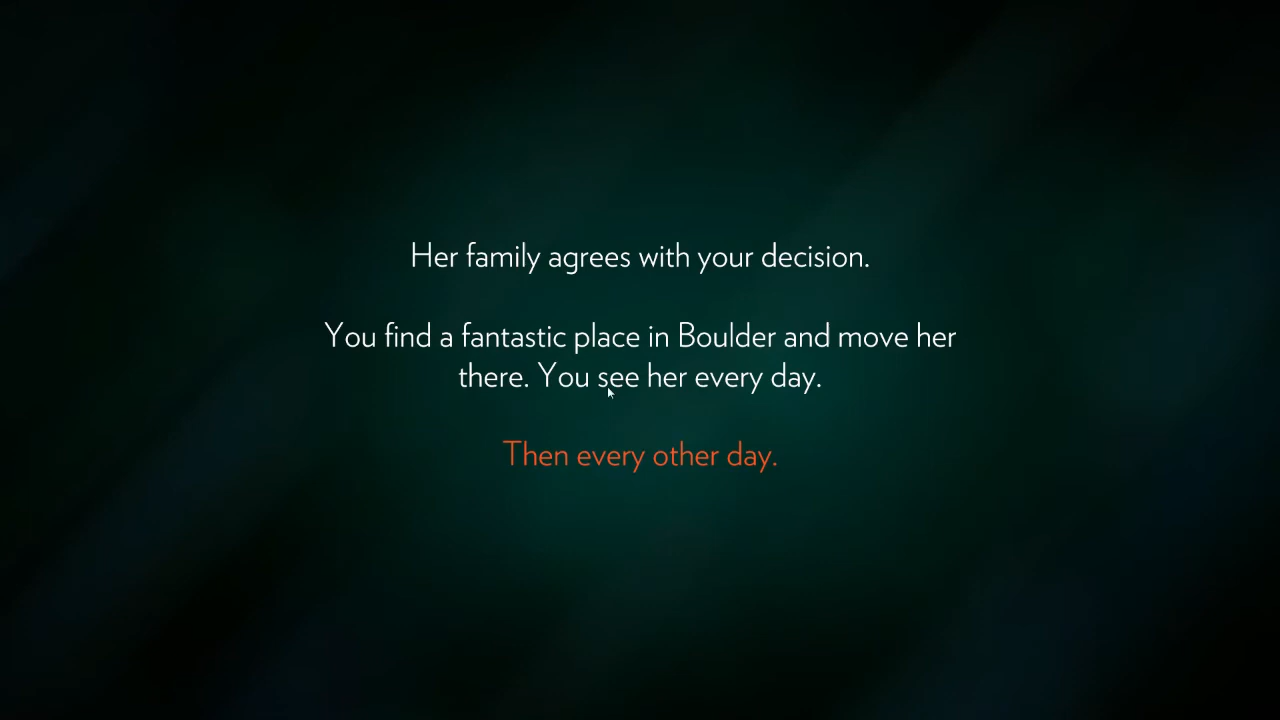 Her family agrees with your decision.
You find a fantastic place in Boulder and move her
there. You see her every day.
Then every other day.